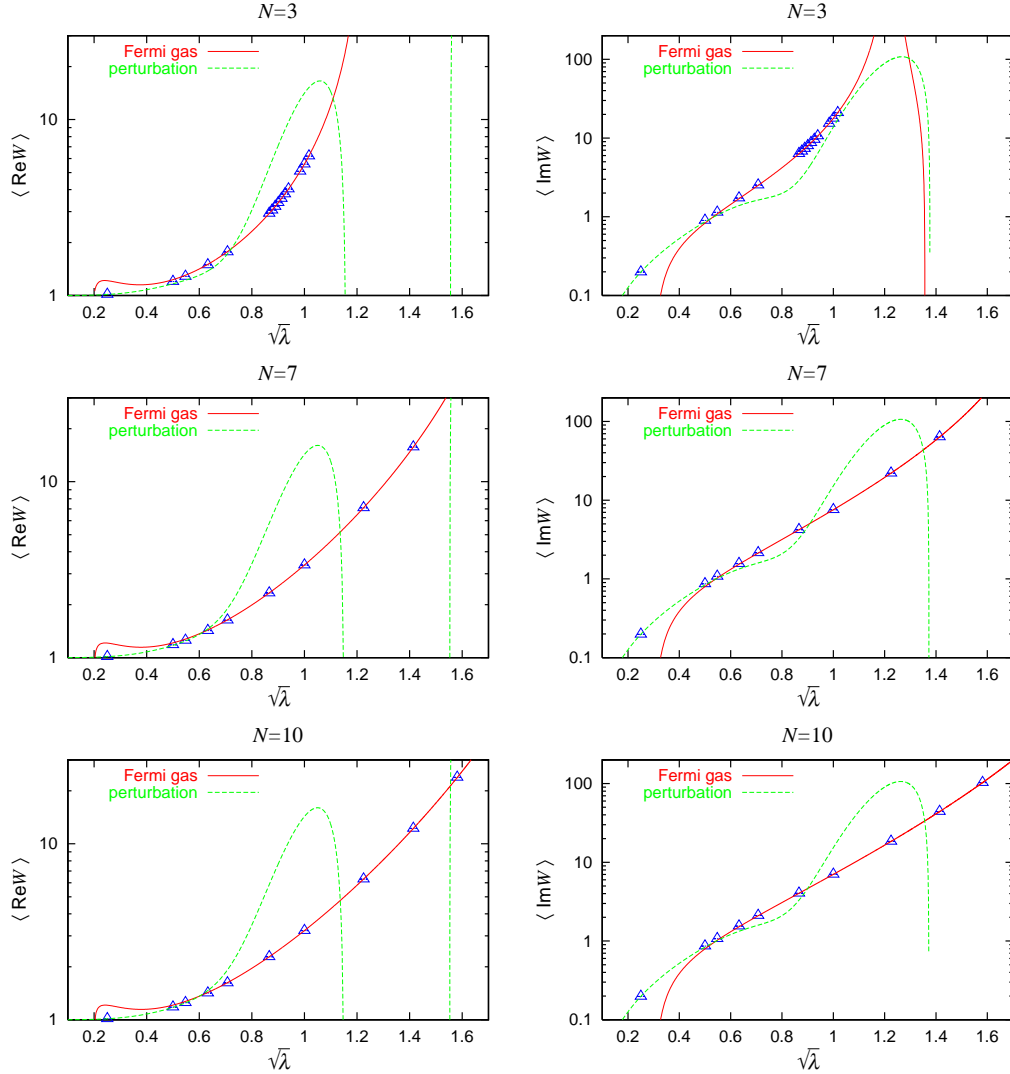 N=3
Fermi gas
perturbation
10
1
⟨ ReW ⟩
0.2 0.4 0.6 0.8 1 1.2 1.4 1.6
√λ
N=3
Fermi gas
perturbation
100
10
1
0.1
⟨ ImW ⟩
0.2 0.4 0.6 0.8 1 1.2 1.4 1.6
√λ
N=7
Fermi gas
perturbation
10
1
⟨ ReW ⟩
0.2 0.4 0.6 0.8 1 1.2 1.4 1.6
√λ
N=7
Fermi gas
perturbation
100
10
1
0.1
⟨ ImW ⟩
0.2 0.4 0.6 0.8 1 1.2 1.4 1.6
√λ
N=10
Fermi gas
perturbation
10
1
⟨ ReW ⟩
0.2 0.4 0.6 0.8 1 1.2 1.4 1.6
√λ
N=10
Fermi gas
perturbation
100
10
1
0.1
⟨ ImW ⟩
0.2 0.4 0.6 0.8 1 1.2 1.4 1.6
√λ